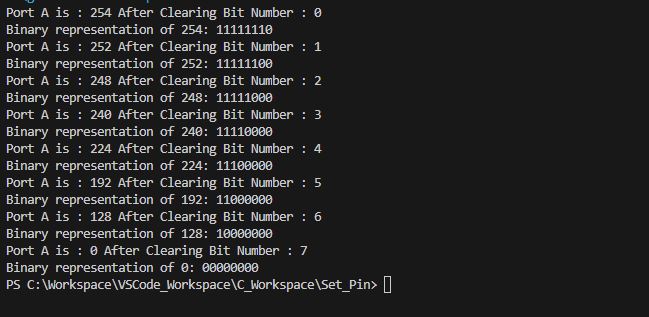 Port A is : 254 After Clearing Bit Number : 0
Binary representation of 254: 11111110
Port A is : 252 After Clearing Bit Number : 1
Binary representation of 252: 11111100
Port A is : 248 After Clearing Bit Number : 2
Binary representation of 248: 11111000
Port A is : 240 After Clearing Bit Number : 3
Binary representation of 240: 11110000
Port A is : 224 After Clearing Bit Number : 4
Binary representation of 224: 11100000
Port A is : 192 After Clearing Bit Number : 5
Binary representation of 192: 11000000
Port A is : 128 After Clearing Bit Number : 6
Binary representation of 128: 10000000
Port A is : 0 After Clearing Bit Number : 7
Binary representation of 0: 00000000
PS C:\Workspace\VSCode_Workspace\C_Workspace\Set_Pin>